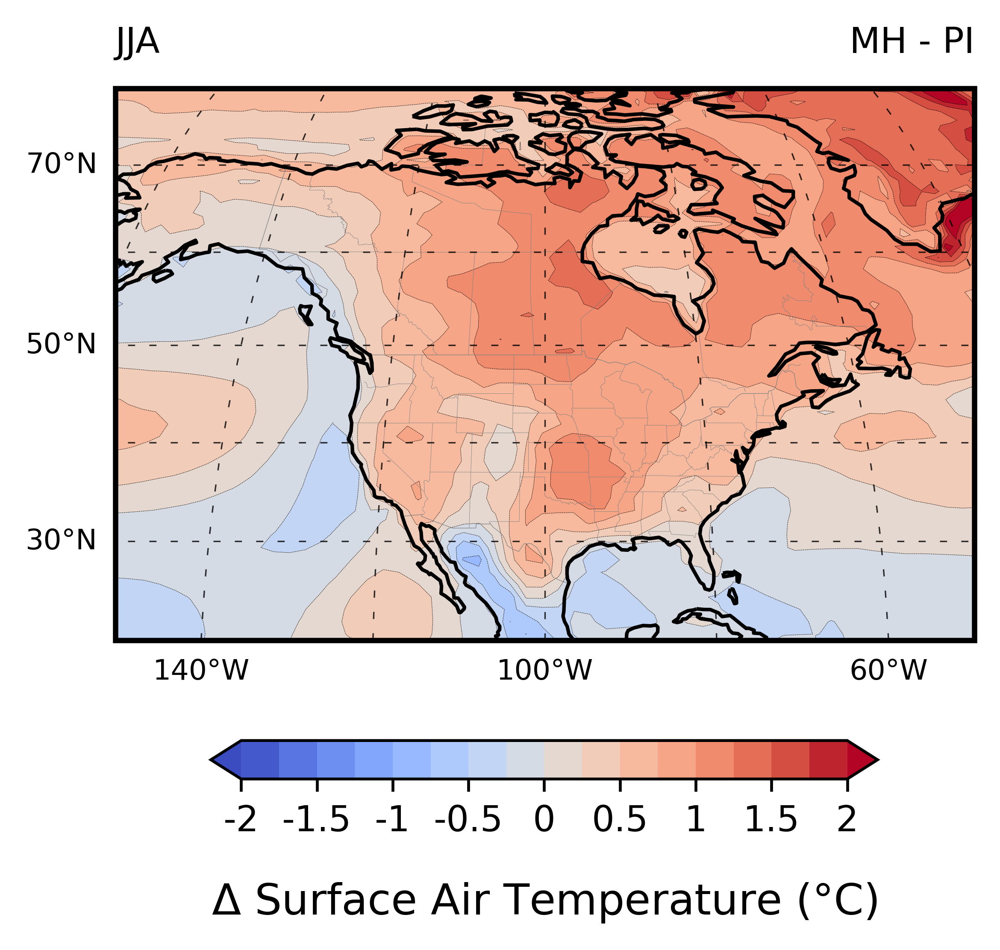 JJA MH - PI
70°N
50°N
30°N
140°W 100°W 60°W
-2 -1.5 -1 -0.5 0 0.5 1 1.5 2
Δ Surface Air Temperature (°C)